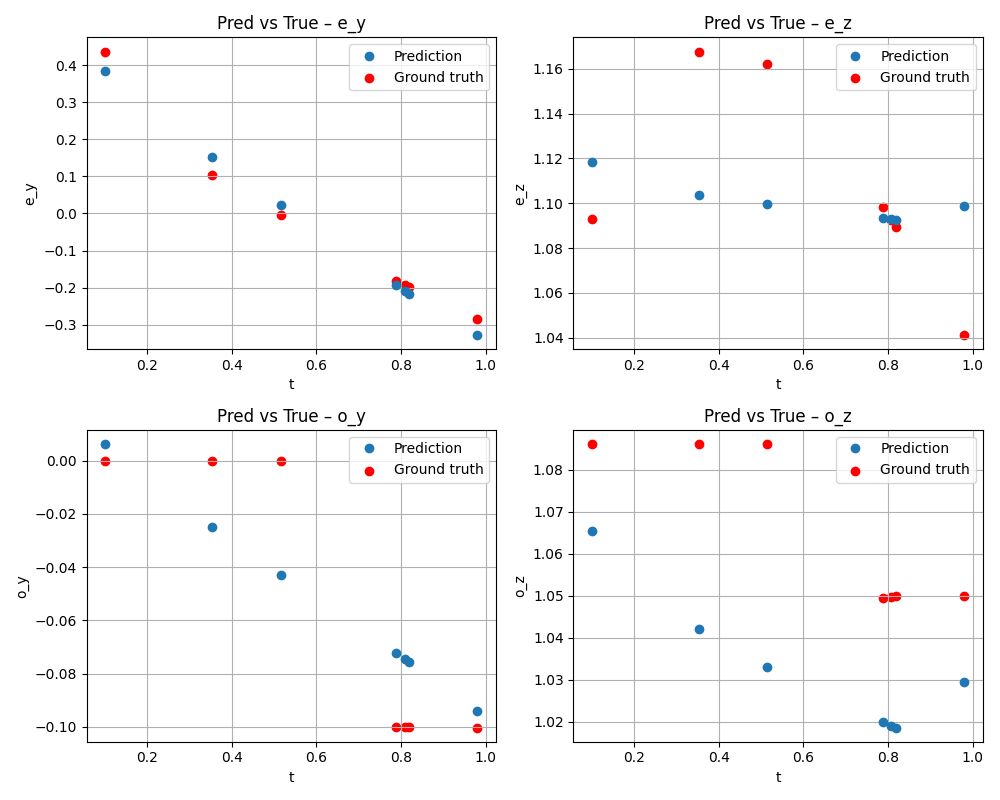 Pred vs True – e_y
Prediction
Ground truth
e_y
0.4
0.3
0.2
0.1
0.0
−0.1
−0.2
−0.3
0.2
0.4
0.6
0.8
1.0
t
Pred vs True – e_z
Prediction
Ground truth
e_z
1.16
1.14
1.12
1.10
1.08
1.06
1.04
0.2
0.4
0.6
0.8
1.0
t
Pred vs True – o_y
Prediction
Ground truth
o_y
0.00
−0.02
−0.04
−0.06
−0.08
−0.10
0.2
0.4
0.6
0.8
1.0
t
Pred vs True – o_z
Prediction
Ground truth
o_z
1.08
1.07
1.06
1.05
1.04
1.03
1.02
0.2
0.4
0.6
0.8
1.0
t